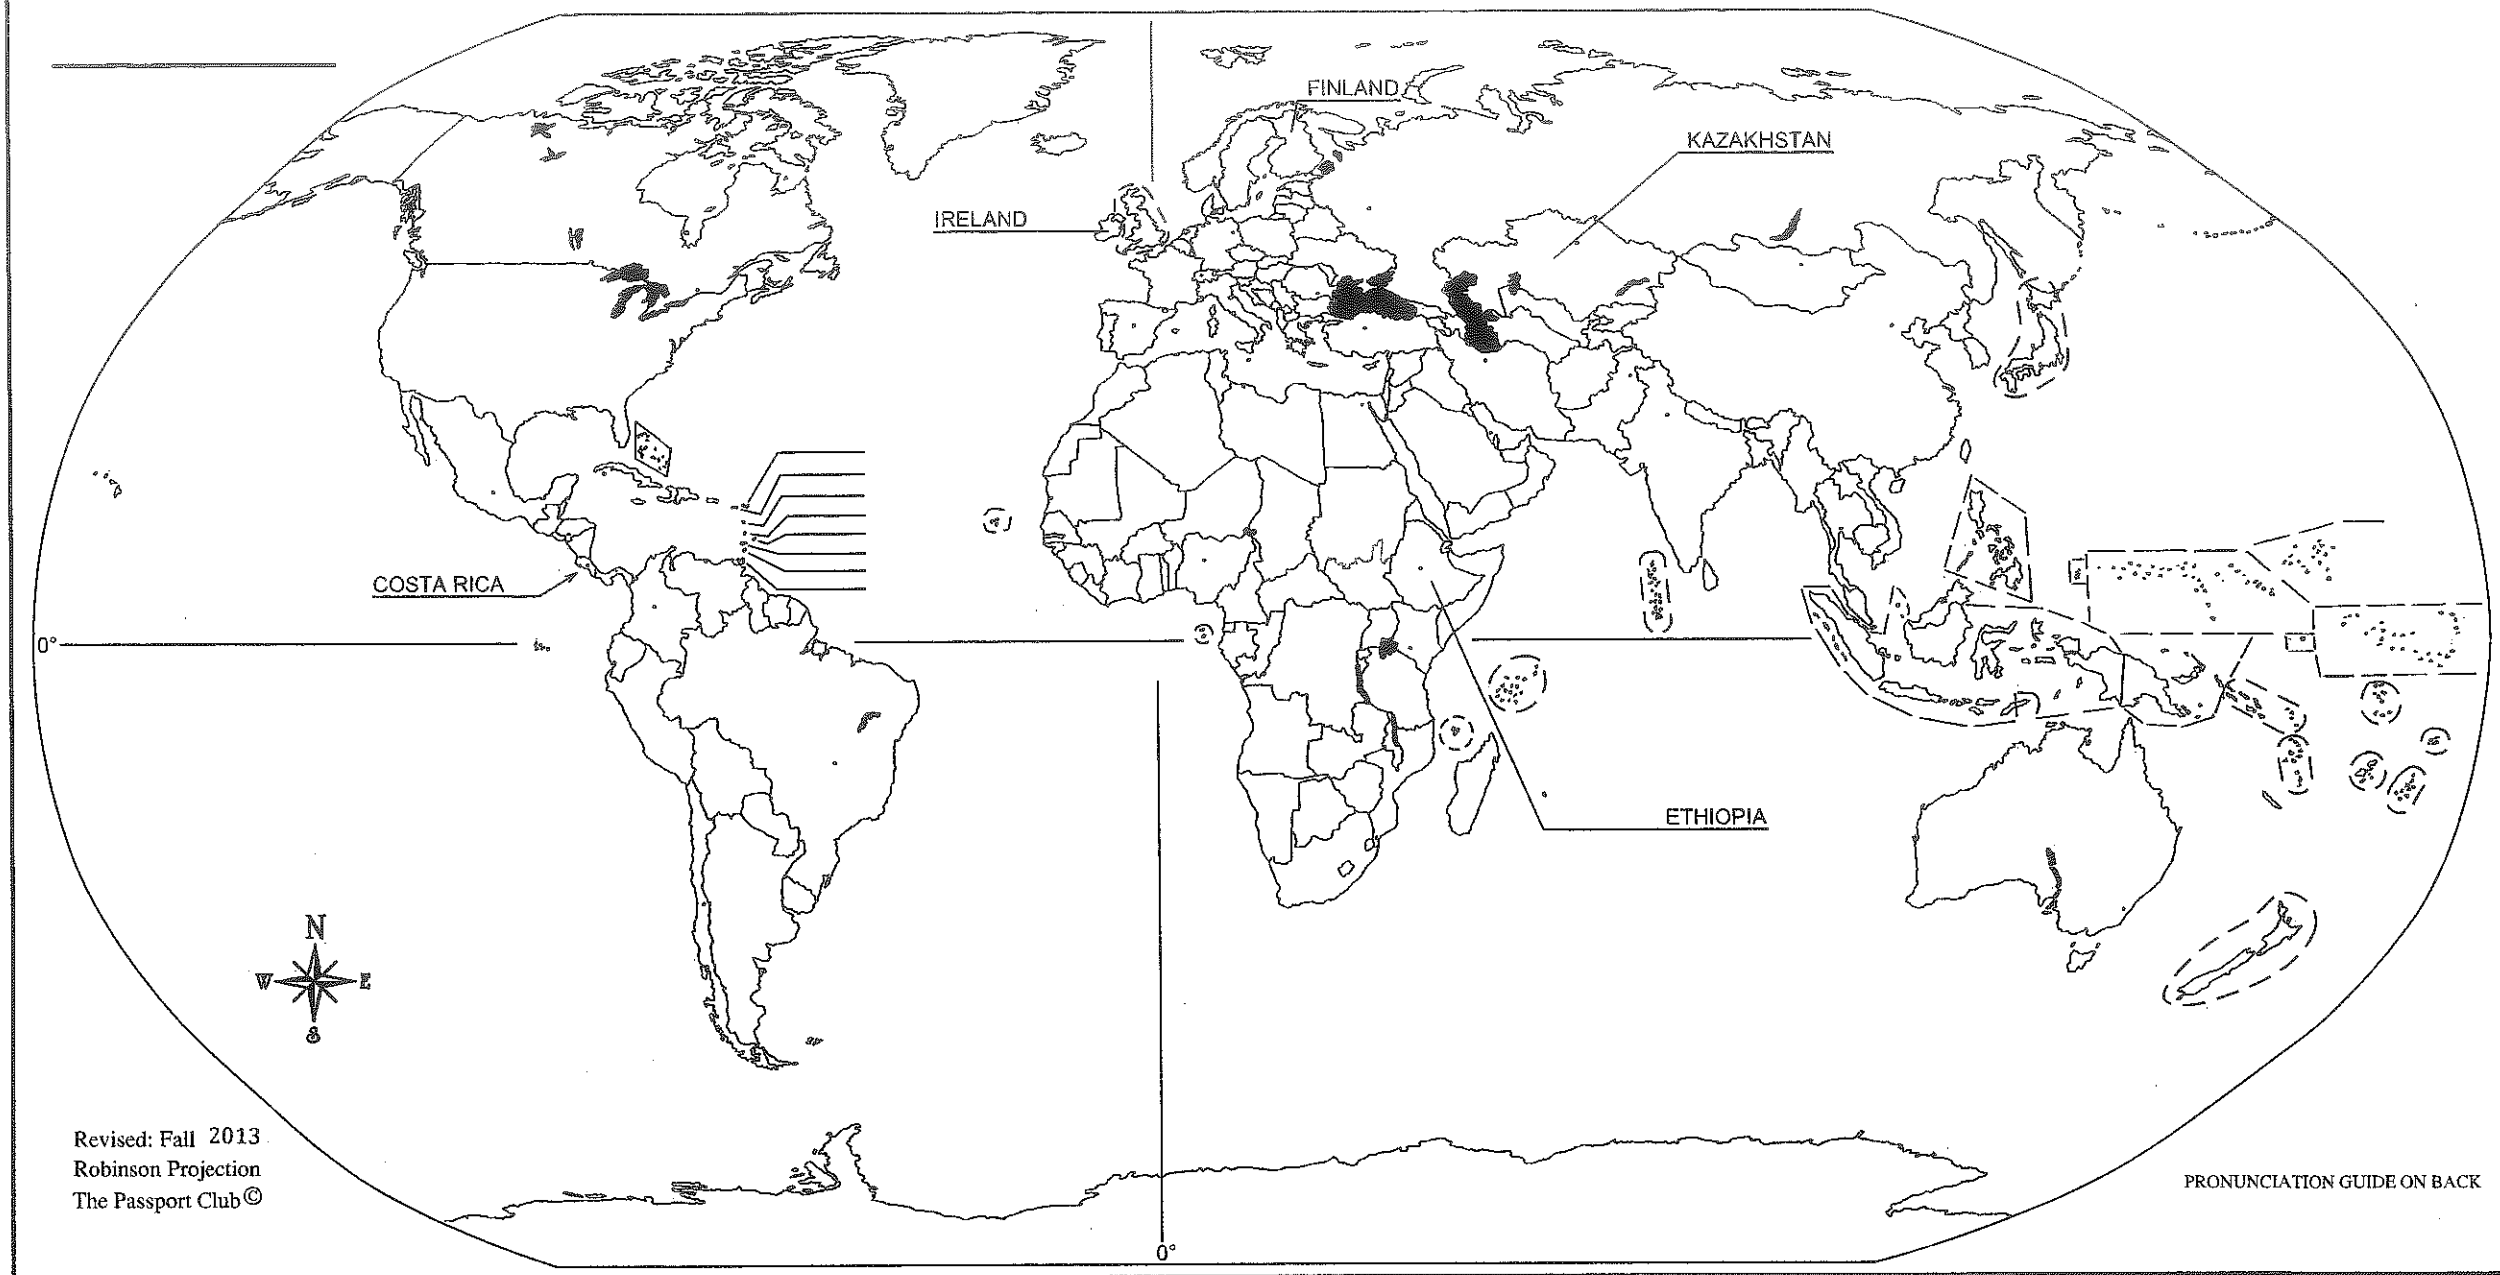 FINLAND
KAZAKHSTAN
IRELAND
COSTA RICA
0°
ETHIOPIA
N
W E
S
Revised: Fall 2013
Robinson Projection
The Passport Club©
PRONUNCIATION GUIDE ON BACK
0°